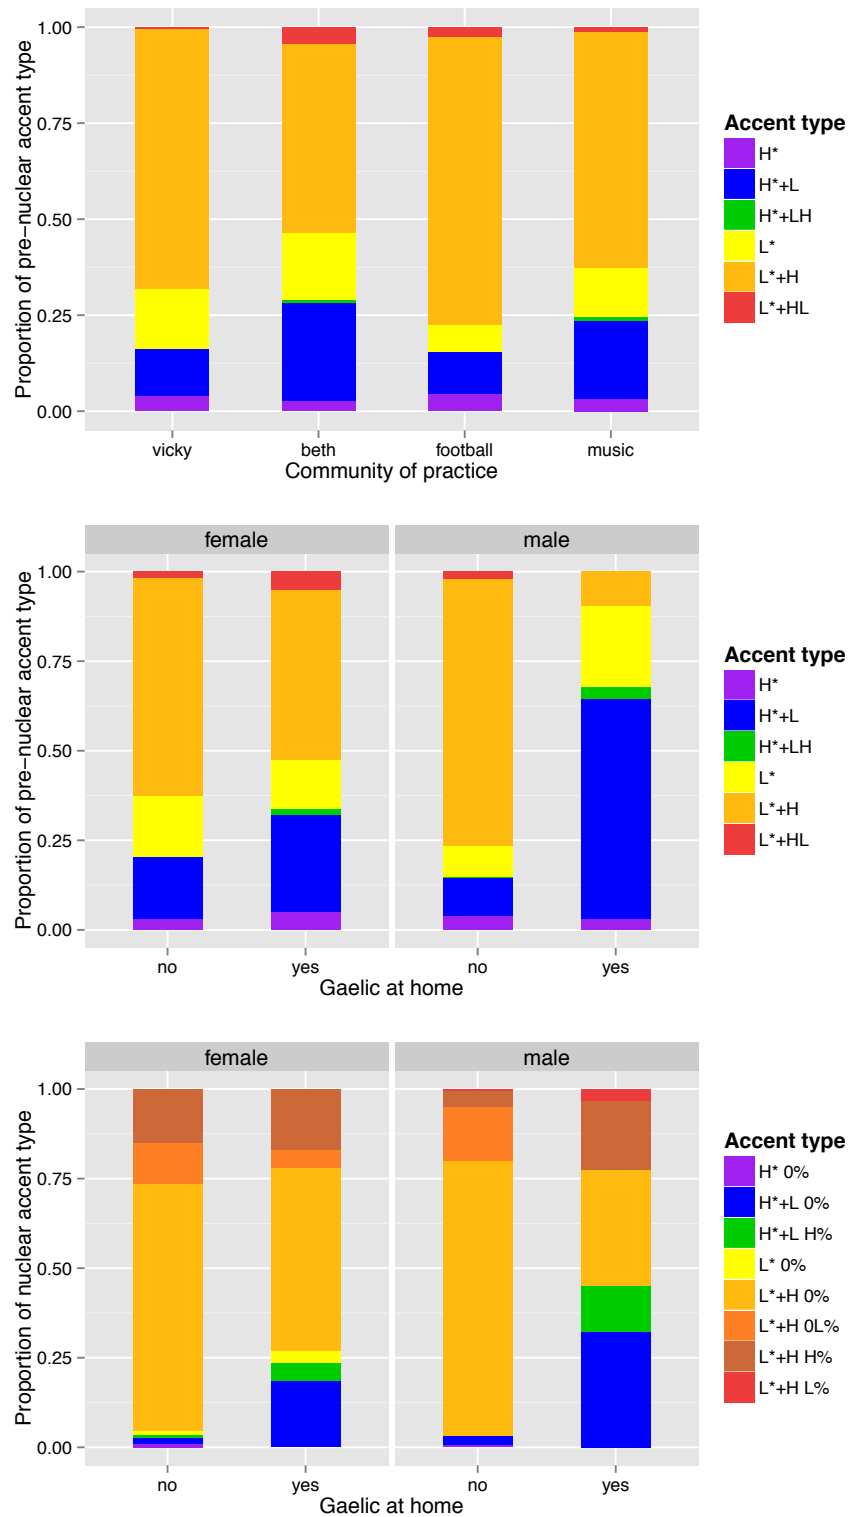 Proportion of pre−nuclear accent type
1.00
0.75
0.50
0.25
0.00
vicky beth football music
Community of practice
Accent type
H*
H*+L
H*+LH
L*
L*+H
L*+HL
female male
Proportion of pre−nuclear accent type
1.00
0.75
0.50
0.25
0.00
no yes no yes
Gaelic at home
Accent type
H*
H*+L
H*+LH
L*
L*+H
L*+HL
female male
Proportion of nuclear accent type
1.00
0.75
0.50
0.25
0.00
no yes no yes
Gaelic at home
Accent type
H* 0%
H*+L 0%
H*+L H%
L* 0%
L*+H 0%
L*+H 0L%
L*+H H%
L*+H L%